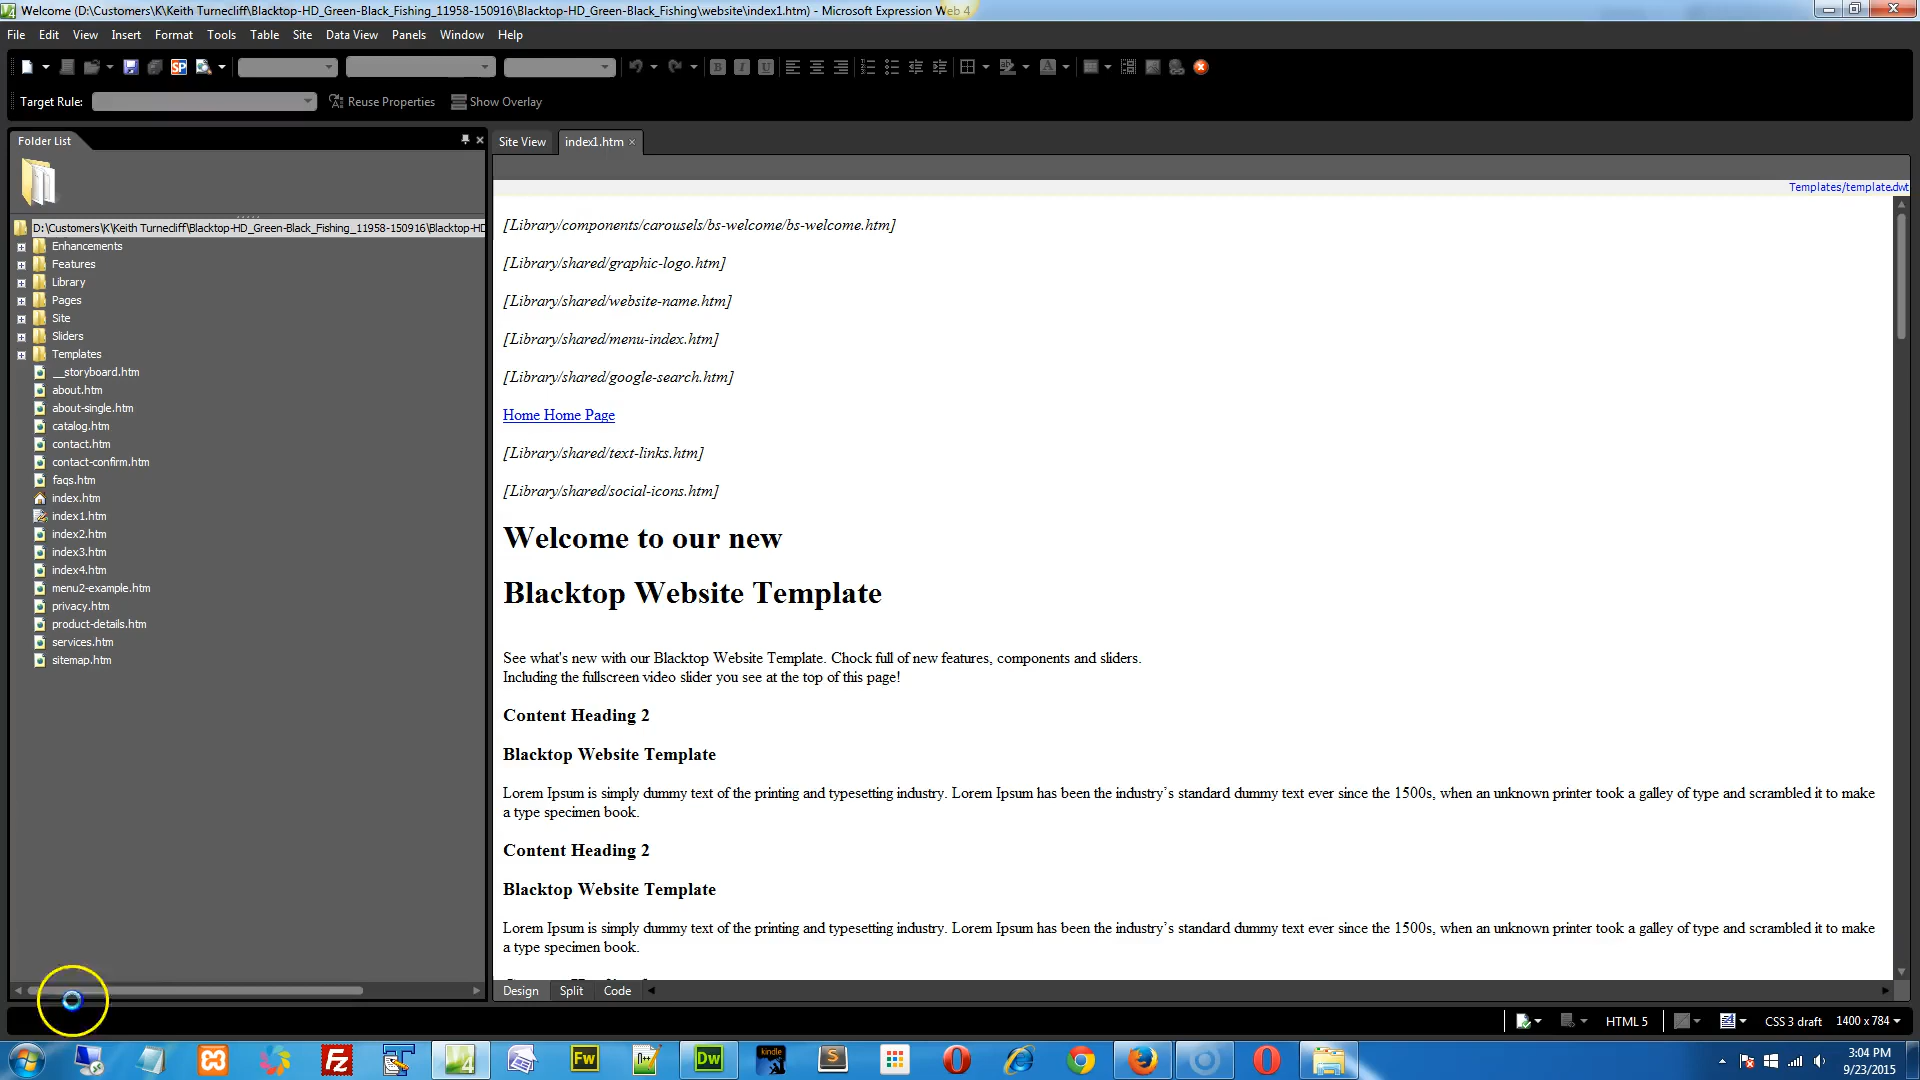 Welcome (D:\Customers\K\Keith Turnecliff\Blacktop-HD_Green-Black_Fishing_11958-150916\Blacktop-HD_Green-Black_Fishing\website\index1.htm) - Microsoft Expression Web 4
File Edit View Insert Format Tools Table Site Data View Panels Window Help
SP
B I U
Target Rule: Reuse Properties Show Overlay
Folder List
Site View index1.htm
Templates/template.dwt
D:\Customers\K\Keith Turnecliff\Blacktop-HD_Green-Black_Fishing_11958-150916\Blacktop-HD
Enhancements
Features
Library
Pages
Site
Sliders
Templates
__storyboard.htm
about.htm
about-single.htm
catalog.htm
contact.htm
contact-confirm.htm
faqs.htm
index.htm
index1.htm
index2.htm
index3.htm
index4.htm
menu2-example.htm
privacy.htm
product-details.htm
services.htm
sitemap.htm
[Library/components/carousels/bs-welcome/bs-welcome.htm]
[Library/shared/graphic-logo.htm]
[Library/shared/website-name.htm]
[Library/shared/menu-index.htm]
[Library/shared/google-search.htm]
Home Home Page
[Library/shared/text-links.htm]
[Library/shared/social-icons.htm]
Welcome to our new
Blacktop Website Template
See what's new with our Blacktop Website Template. Chock full of new features, components and sliders.
Including the fullscreen video slider you see at the top of this page!
Content Heading 2
Blacktop Website Template
Lorem Ipsum is simply dummy text of the printing and typesetting industry. Lorem Ipsum has been the industry’s standard dummy text ever since the 1500s, when an unknown printer took a galley of type and scrambled it to make
a type specimen book.
Content Heading 2
Blacktop Website Template
Lorem Ipsum is simply dummy text of the printing and typesetting industry. Lorem Ipsum has been the industry’s standard dummy text ever since the 1500s, when an unknown printer took a galley of type and scrambled it to make
a type specimen book.
Design Split Code
HTML 5 CSS 3 draft 1400 x 784
Fz 4 Fw Dw kindle S
3:04 PM
9/23/2015